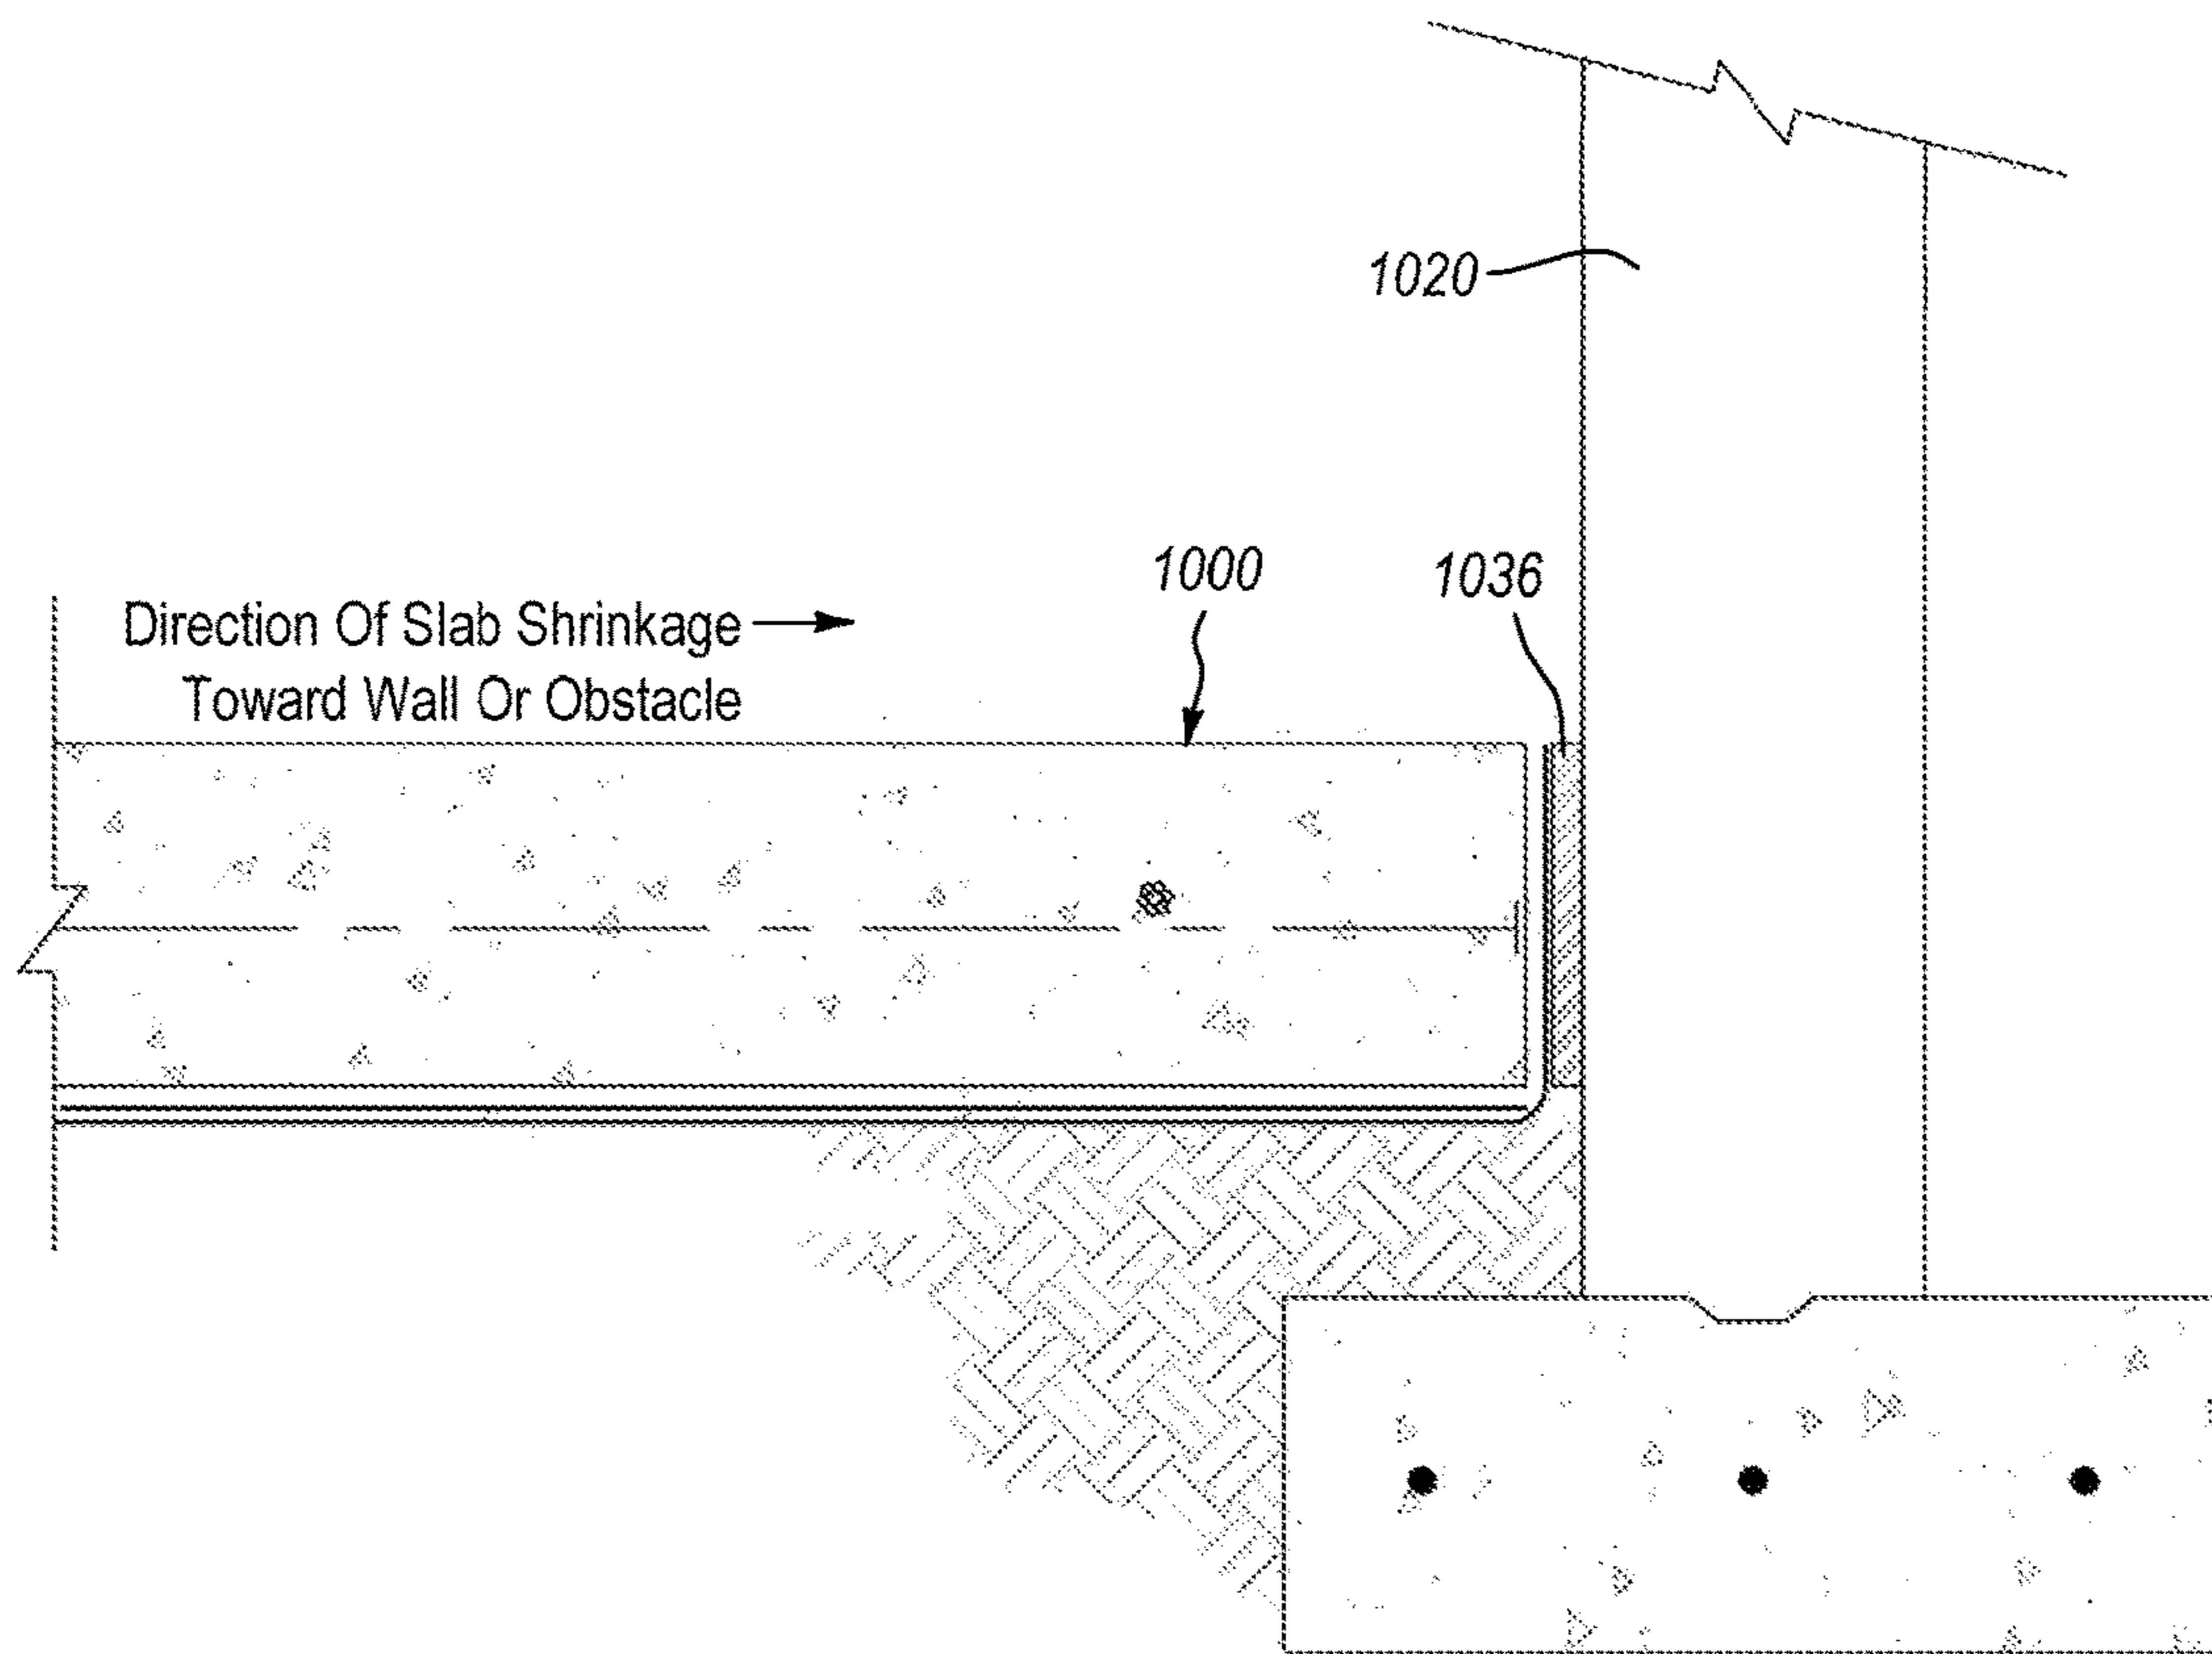 1020
1000
1036
Direction Of Slab Shrinkage
Toward Wall Or Obstacle